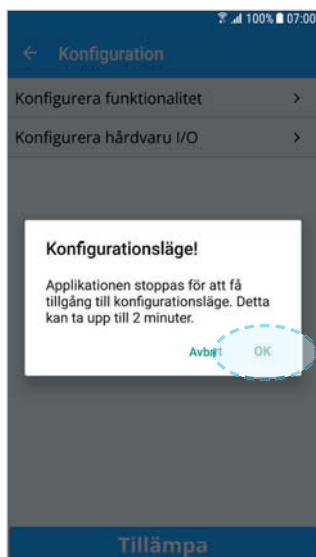 100% 07:00
Konfiguration
Konfigurera funktionalitet
Konfigurera hårdvaru I/O
Konfigurationsläge!
Applikationen stoppas för att få
tillgång till konfigurationsläge. Detta
kan ta upp till 2 minuter.
Avbryt OK
Tillämpa